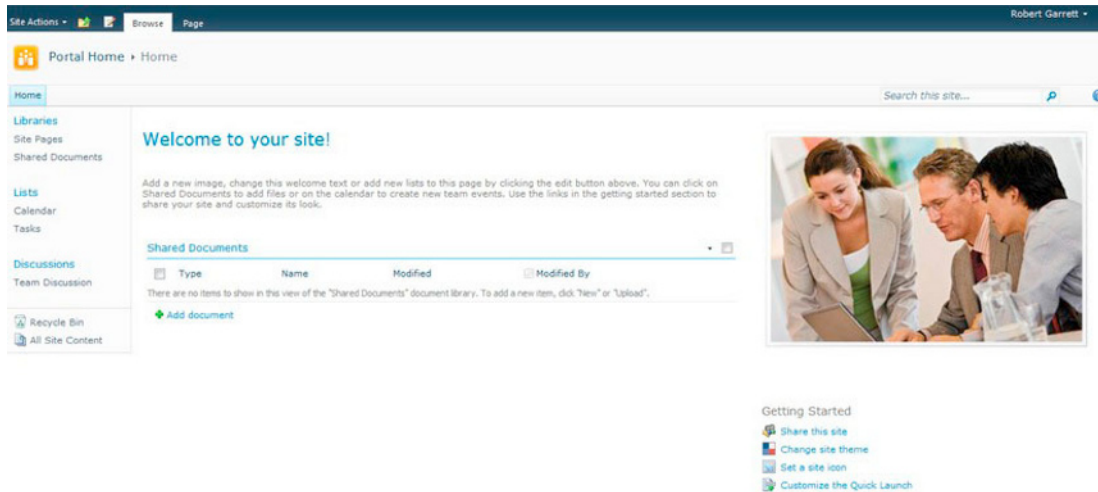 Site Actions
Browse
Page
Robert Garrett
Portal Home ▸ Home
Home
Search this site...
Libraries
Site Pages
Shared Documents
Lists
Calendar
Tasks
Discussions
Team Discussion
Recycle Bin
All Site Content
Welcome to your site!
Add a new image, change this welcome text or add new lists to this page by clicking the edit button above. You can click on
Shared Documents to add files or on the calendar to create new team events. Use the links in the getting started section to
share your site and customize its look.
Shared Documents
Type Name Modified Modified By
There are no items to show in this view of the "Shared Documents" document library. To add a new item, click "New" or "Upload".
Add document
Getting Started
Share this site
Change site theme
Set a site icon
Customize the Quick Launch